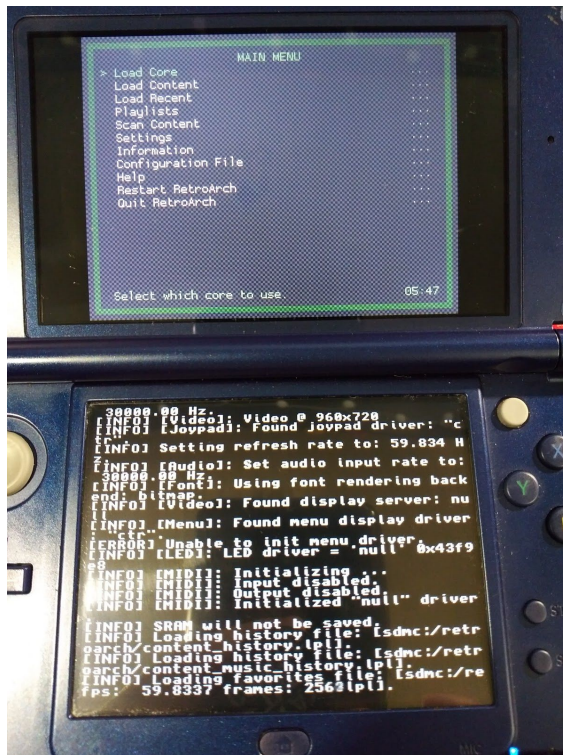 MAIN MENU
> Load Core ...
Load Content ...
Load Recent ...
Playlists ...
Scan Content ...
Settings ...
Information ...
Configuration File ...
Help ...
Restart RetroArch ...
Quit RetroArch ...
Select which core to use. 05:47
30000.00 Hz.
[INFO] [Video]: Video @ 960x720
[INFO] [Joypad]: Found joypad driver: "c
tr".
[INFO] Setting refresh rate to: 59.834 H
z.
[INFO] [Audio]: Set audio input rate to:
30000.00 Hz.
[INFO] [Font]: Using font rendering back
end: bitmap.
[INFO] [Video]: Found display server: nu
ll
[INFO] [Menu]: Found menu display driver
: "ctr".
[ERROR] Unable to init menu driver.
[INFO] [LED]: LED driver = 'null' 0x43f9
e8
[INFO] [MIDI]: Initializing ...
[INFO] [MIDI]: Input disabled.
[INFO] [MIDI]: Output disabled.
[INFO] [MIDI]: Initialized "null" driver
.
[INFO] SRAM will not be saved.
[INFO] Loading history file: [sdmc:/retr
oarch/content_history.lpl].
[INFO] Loading history file: [sdmc:/retr
oarch/content_music_history.lpl].
[INFO] Loading favorites file: [sdmc:/re
fps: 59.8337 frames: 2563lpl].
X
Y
ST
S